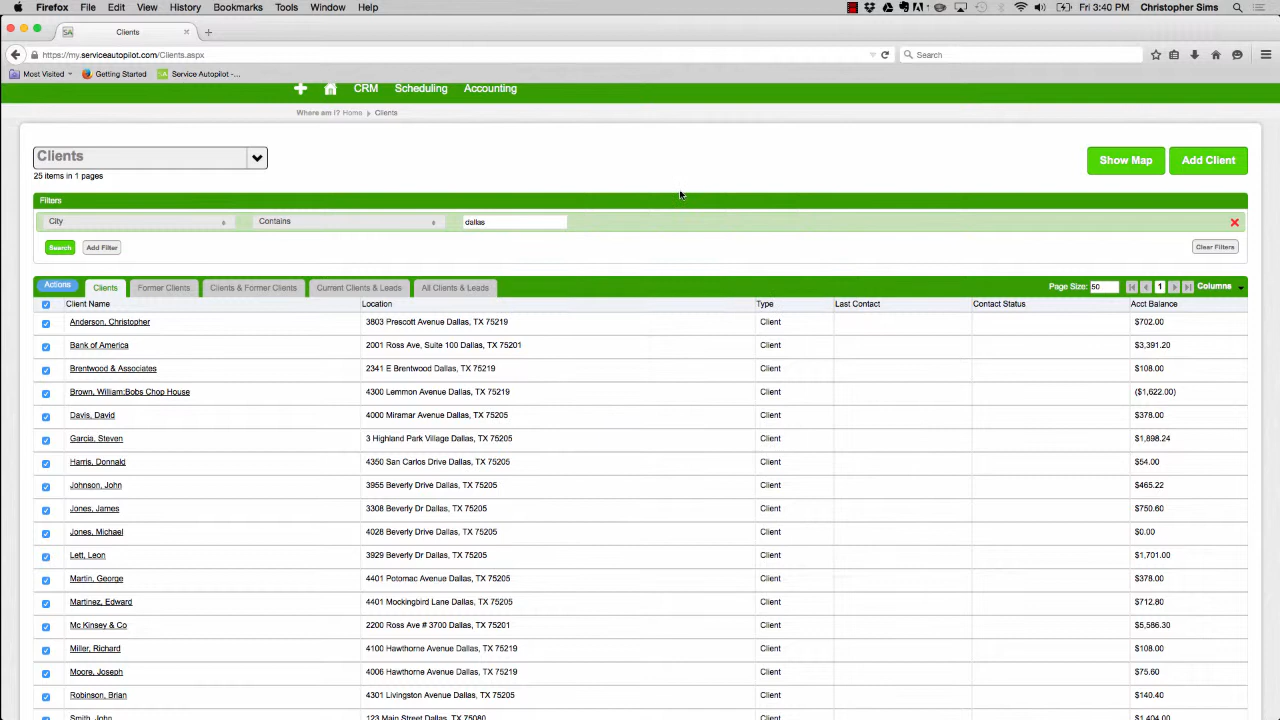 Firefox File Edit View History Bookmarks Tools Window Help Fri 3:40 PM Christopher Sims
SA Clients
https://my.serviceautopilot.com/Clients.aspx Search
Most Visited Getting Started SA Service Autopilot -...
CRM Scheduling Accounting
Where am I? Home Clients
Clients Show Map Add Client
25 items in 1 pages
Filters
City Contains dallas
Search Add Filter Clear Filters
Actions Clients Former Clients Clients & Former Clients Current Clients & Leads All Clients & Leads Page Size: 50 1 Columns
Client Name Location Type Last Contact Contact Status Acct Balance
Anderson, Christopher 3803 Prescott Avenue Dallas, TX 75219 Client $702.00
Bank of America 2001 Ross Ave, Suite 100 Dallas, TX 75201 Client $3,391.20
Brentwood & Associates 2341 E Brentwood Dallas, TX 75219 Client $108.00
Brown, William:Bobs Chop House 4300 Lemmon Avenue Dallas, TX 75219 Client ($1,622.00)
Davis, David 4000 Miramar Avenue Dallas, TX 75205 Client $378.00
Garcia, Steven 3 Highland Park Village Dallas, TX 75205 Client $1,898.24
Harris, Donnald 4350 San Carlos Drive Dallas, TX 75205 Client $54.00
Johnson, John 3955 Beverly Drive Dallas, TX 75205 Client $465.22
Jones, James 3308 Beverly Dr Dallas, TX 75205 Client $750.60
Jones, Michael 4028 Beverly Drive Dallas, TX 75205 Client $0.00
Lett, Leon 3929 Beverly Dr Dallas, TX 75205 Client $1,701.00
Martin, George 4401 Potomac Avenue Dallas, TX 75205 Client $378.00
Martinez, Edward 4401 Mockingbird Lane Dallas, TX 75205 Client $712.80
Mc Kinsey & Co 2200 Ross Ave # 3700 Dallas, TX 75201 Client $5,586.30
Miller, Richard 4100 Hawthorne Avenue Dallas, TX 75219 Client $108.00
Moore, Joseph 4006 Hawthorne Avenue Dallas, TX 75219 Client $75.60
Robinson, Brian 4301 Livingston Avenue Dallas, TX 75205 Client $140.40
Smith, John 123 Main Street Dallas, TX 75080 Client $1,404.00